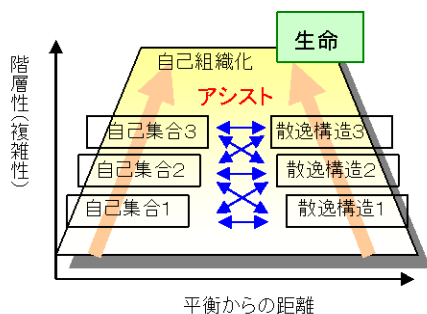 生命
自己組織化
アシスト
自己集合3
散逸構造3
自己集合2
散逸構造2
自己集合1
散逸構造1
階層性(複雑性)
平衡からの距離